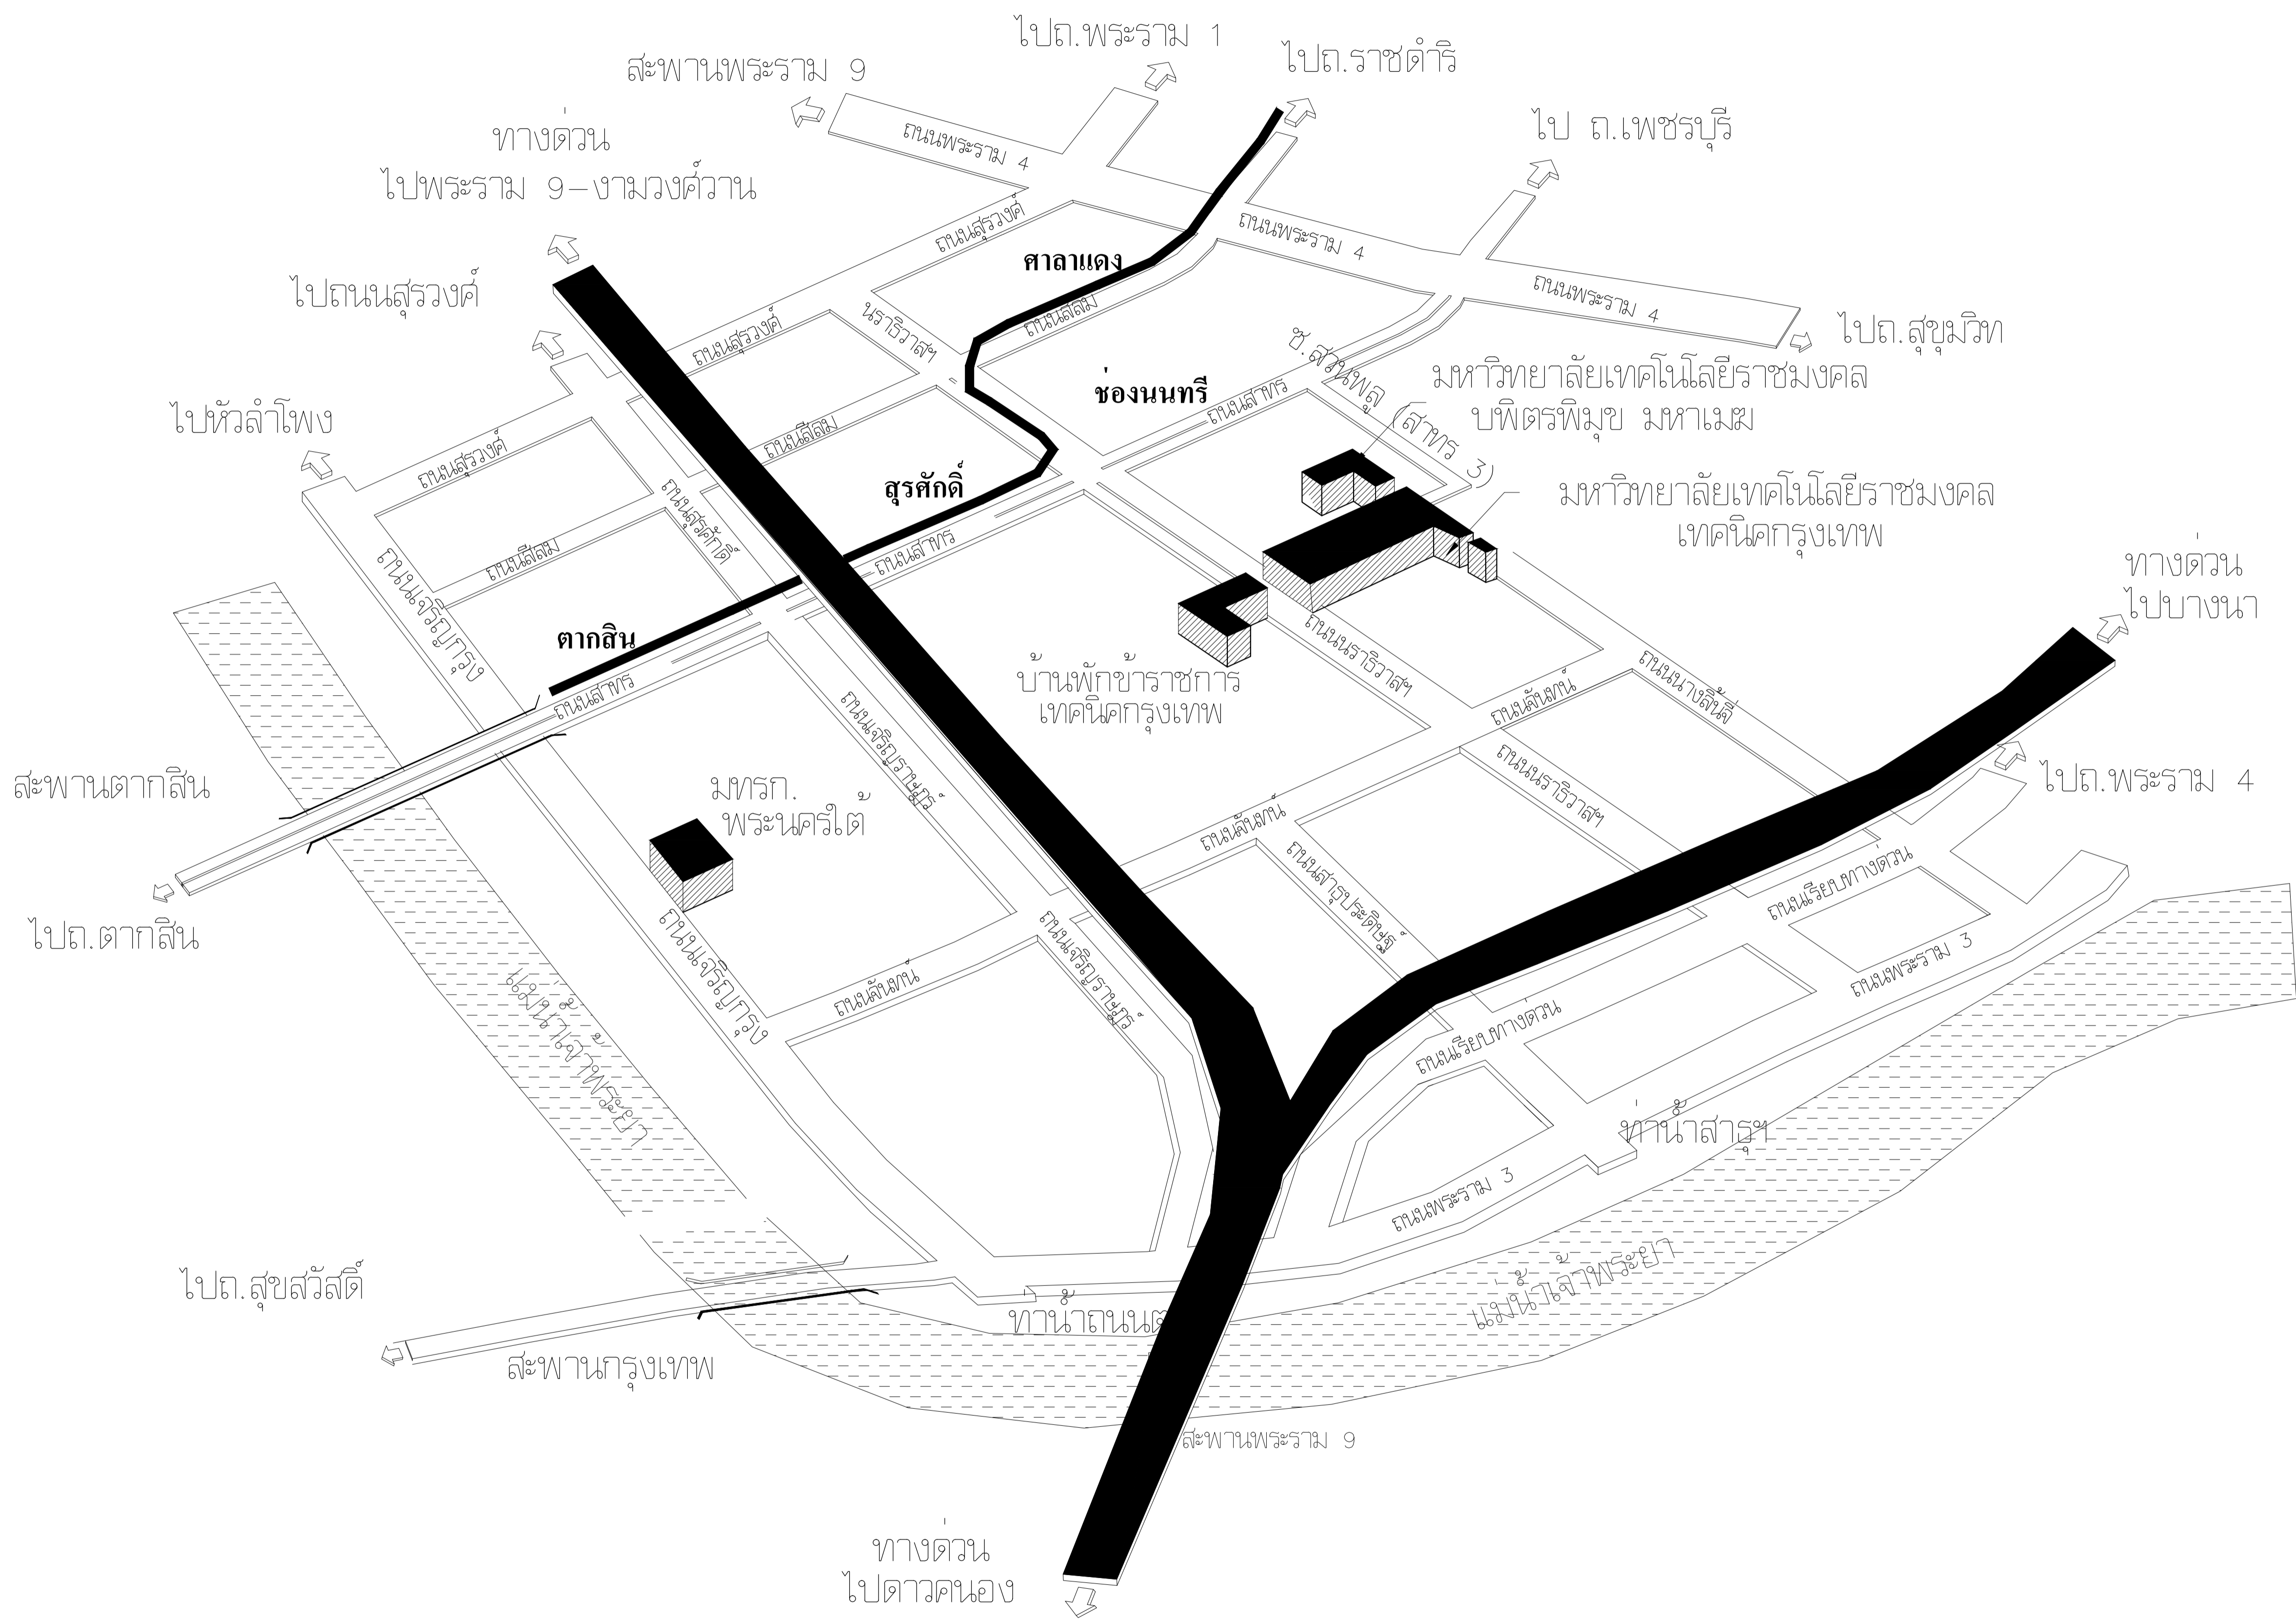 ไปถ.พระราม 1
ไปถ.ราชดำริ
สะพานพระราม 9
ไป ถ.เพชรบุรี
ทางด่วน
ไปพระราม 9-งามวงศ์วาน
ถนนพระราม 4
ถนนสุรวงศ์
ถนนพระราม 4
ศาลาแดง
ไปถนนสุรวงศ์
ถนนพระราม 4
ถนนสีลม
นราธิวาสฯ
ถนนสุรวงศ์
ไปถ.สุขุมวิท
ซ.สวนพลู (สาทร 3)
มหาวิทยาลัยเทคโนโลยีราชมงคล
บพิตรพิมุข มหาเมฆ
ช่องนนทรี
ถนนสาทร
ไปหัวลำโพง
ถนนสีลม
ถนนสุรวงศ์
สุรศักดิ์
มหาวิทยาลัยเทคโนโลยีราชมงคล
เทคนิคกรุงเทพ
ถนนสุรศักดิ์
ถนนสาทร
ถนนสีลม
ทางด่วน
ไปบางนา
ถนนเจริญกรุง
ตากสิน
ถนนนราธิวาสฯ
บ้านพักข้าราชการ
เทคนิคกรุงเทพ
ถนนสาทร
ถนนจันทน์
ถนนนางลิ้นจี่
ถนนเจริญราษฎร์
ถนนนราธิวาสฯ
สะพานตากสิน
มทรก.
พระนครใต้
ไปถ.พระราม 4
ถนนจันทน์
ถนนสาธุประดิษฐ์
ถนนเรียบทางด่วน
ไปถ.ตากสิน
ถนนเจริญกรุง
ถนนจันทน์
ถนนเจริญราษฎร์
ถนนพระราม 3
แม่น้ำเจ้าพระยา
ถนนเรียบทางด่วน
ท่าน้ำสาธุฯ
ถนนพระราม 3
ไปถ.สุขสวัสดิ์
แม่น้ำเจ้าพระยา
ท่าน้ำถนนต
สะพานกรุงเทพ
สะพานพระราม 9
ทางด่วน
ไปดาวคนอง